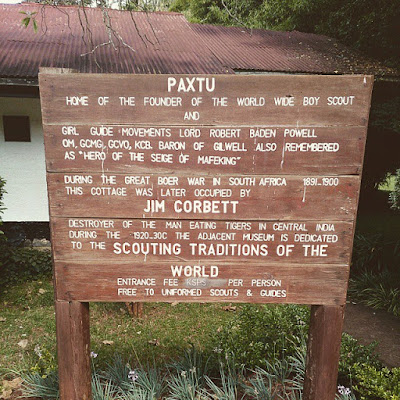 PAXTU
HOME OF THE FOUNDER OF THE WORLD WIDE BOY SCOUT
AND
GIRL GUIDE MOVEMENTS LORD ROBERT BADEN POWELL
OM, GCMG, GCVO, KCB. BARON OF GILWELL ALSO REMEMBERED
AS "HERO OF THE SEIGE OF MAFEKING"
DURING THE GREAT BOER WAR IN SOUTH AFRICA 1891-1900
THIS COTTAGE WAS LATER OCCUPIED BY
JIM CORBETT
DESTROYER OF THE MAN EATING TIGERS IN CENTRAL INDIA
DURING THE 1920-30C THE ADJACENT MUSEUM IS DEDICATED
TO THE SCOUTING TRADITIONS OF THE
WORLD
ENTRANCE FEE PER PERSON
FREE TO UNIFORMED SCOUTS & GUIDES